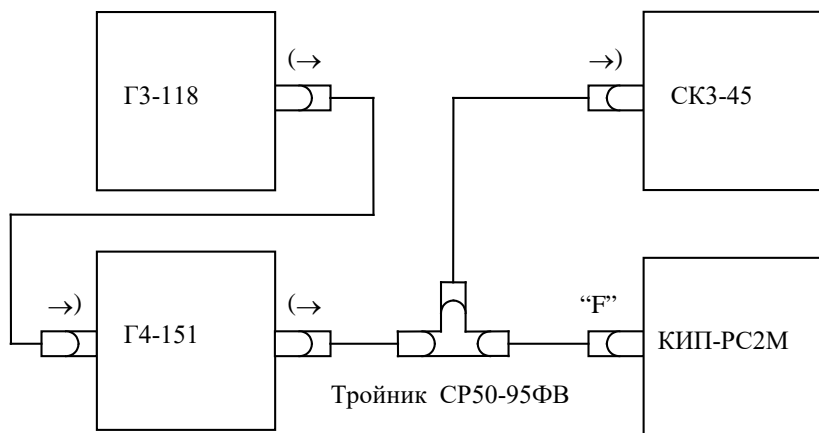 (→
→)
Г3-118
СК3-45
→)
(→
“F”
Г4-151
КИП-РС2М
Тройник СР50-95ФВ